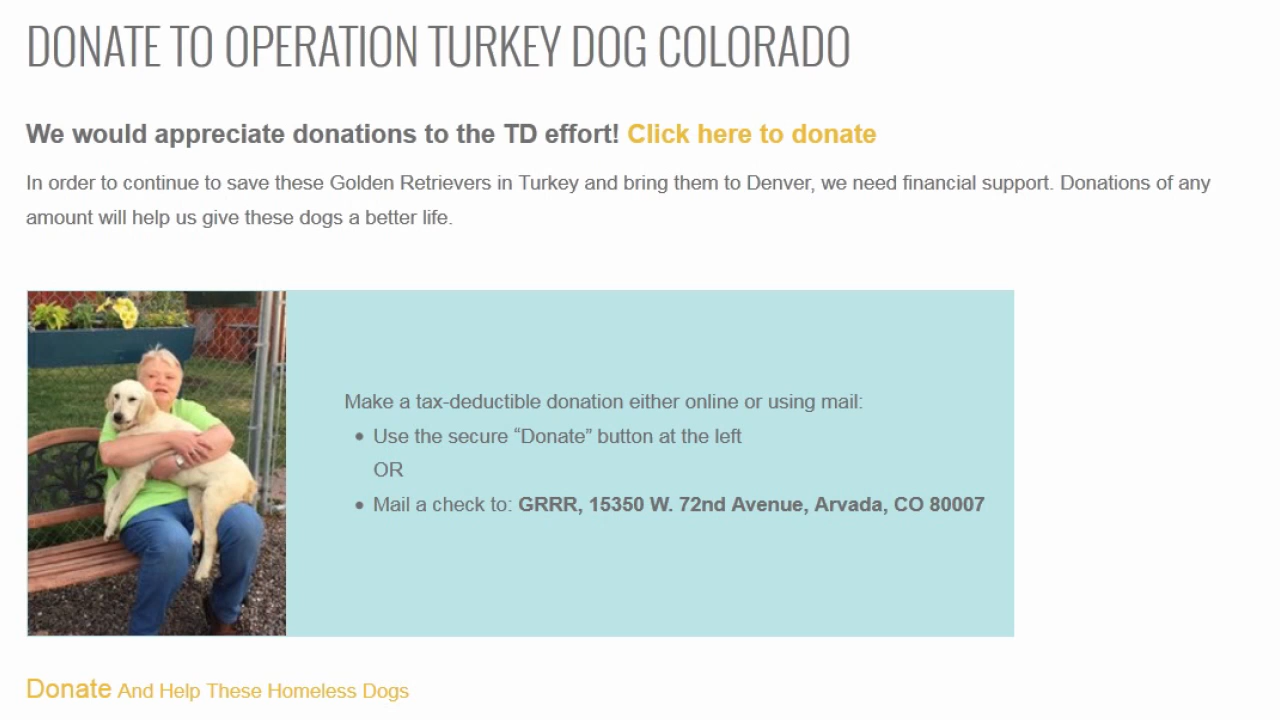 DONATE TO OPERATION TURKEY DOG COLORADO
We would appreciate donations to the TD effort! Click here to donate
In order to continue to save these Golden Retrievers in Turkey and bring them to Denver, we need financial support. Donations of any
amount will help us give these dogs a better life.
Make a tax-deductible donation either online or using mail:
• Use the secure “Donate” button at the left
OR
• Mail a check to: GRRR, 15350 W. 72nd Avenue, Arvada, CO 80007
Donate And Help These Homeless Dogs